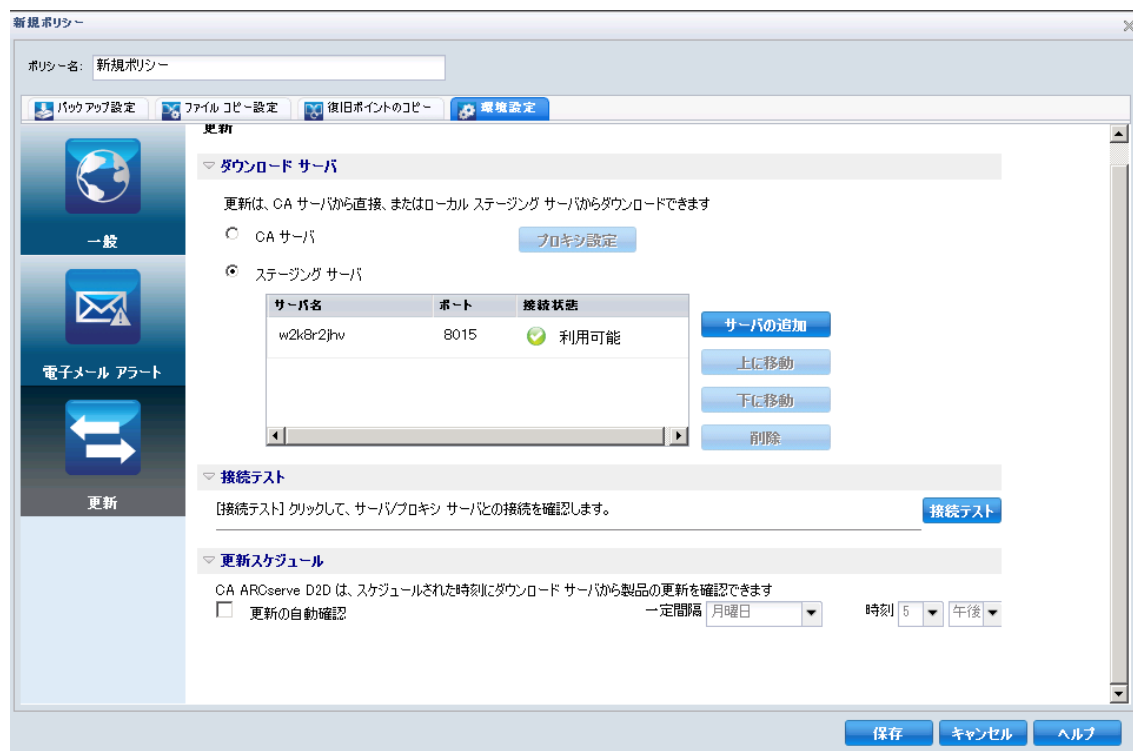 新規ポリシー
ポリシー名: 新規ポリシー
バックアップ設定 ファイル コピー設定 復旧ポイントのコピー 環境設定
更新
ダウンロード サーバ
更新は、CA サーバから直接、またはローカル ステージング サーバからダウンロードできます
CA サーバ プロキシ設定
一般
ステージング サーバ
サーバ名 ポート 接続状態
w2k8r2jhv 8015 利用可能
サーバの追加
上に移動
電子メール アラート
下に移動
削除
接続テスト
更新
[接続テスト] クリックして、サーバ/プロキシ サーバとの接続を確認します。 接続テスト
更新スケジュール
CA ARCserve D2D は、スケジュールされた時刻にダウンロード サーバから製品の更新を確認できます
更新の自動確認 一定間隔 月曜日 時刻 5 午後
保存 キャンセル ヘルプ